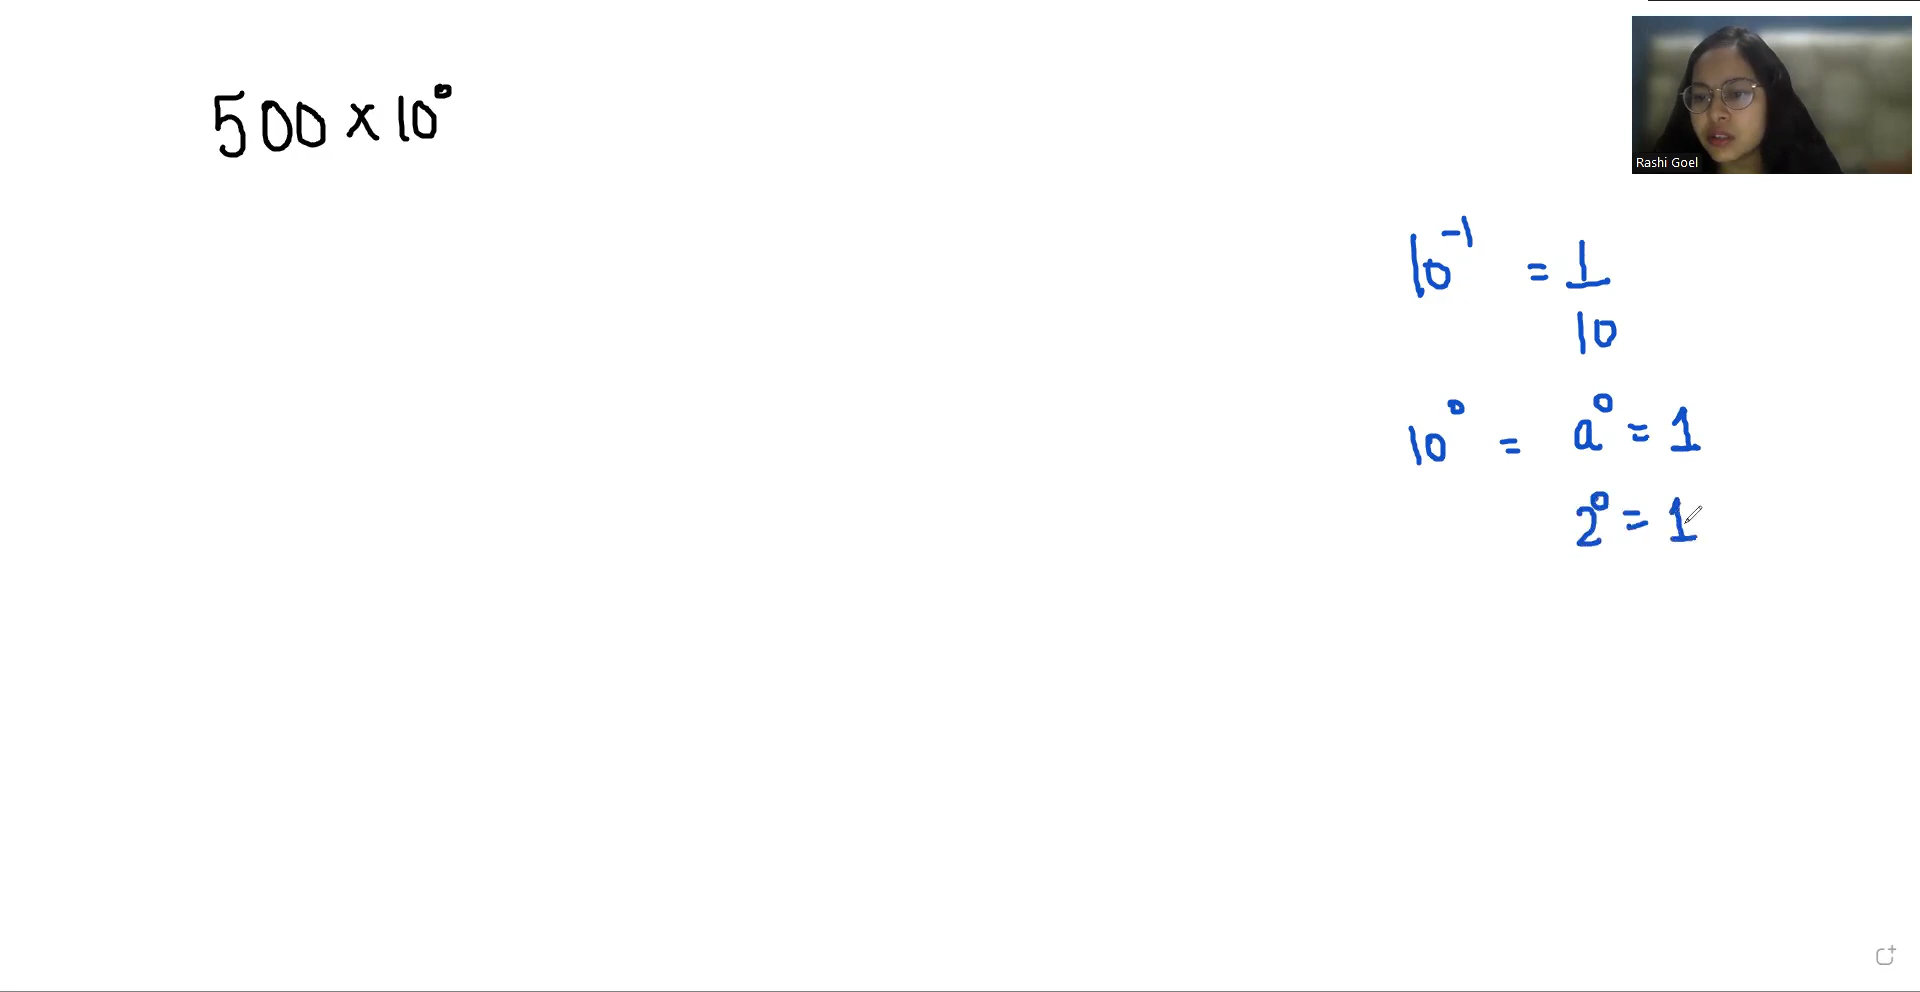 500 × 10⁰
Rashi Goel
10⁻¹ = 1/10
10⁰ = a⁰ = 1
2⁰ = 1